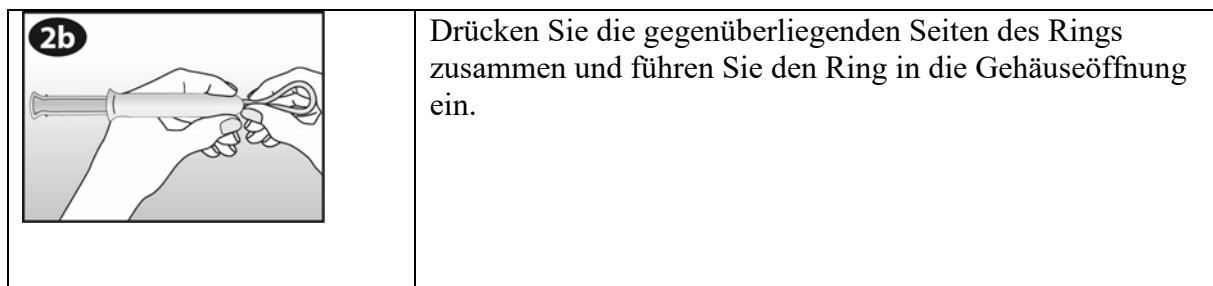 2b
Drücken Sie die gegenüberliegenden Seiten des Rings
zusammen und führen Sie den Ring in die Gehäuseöffnung
ein.